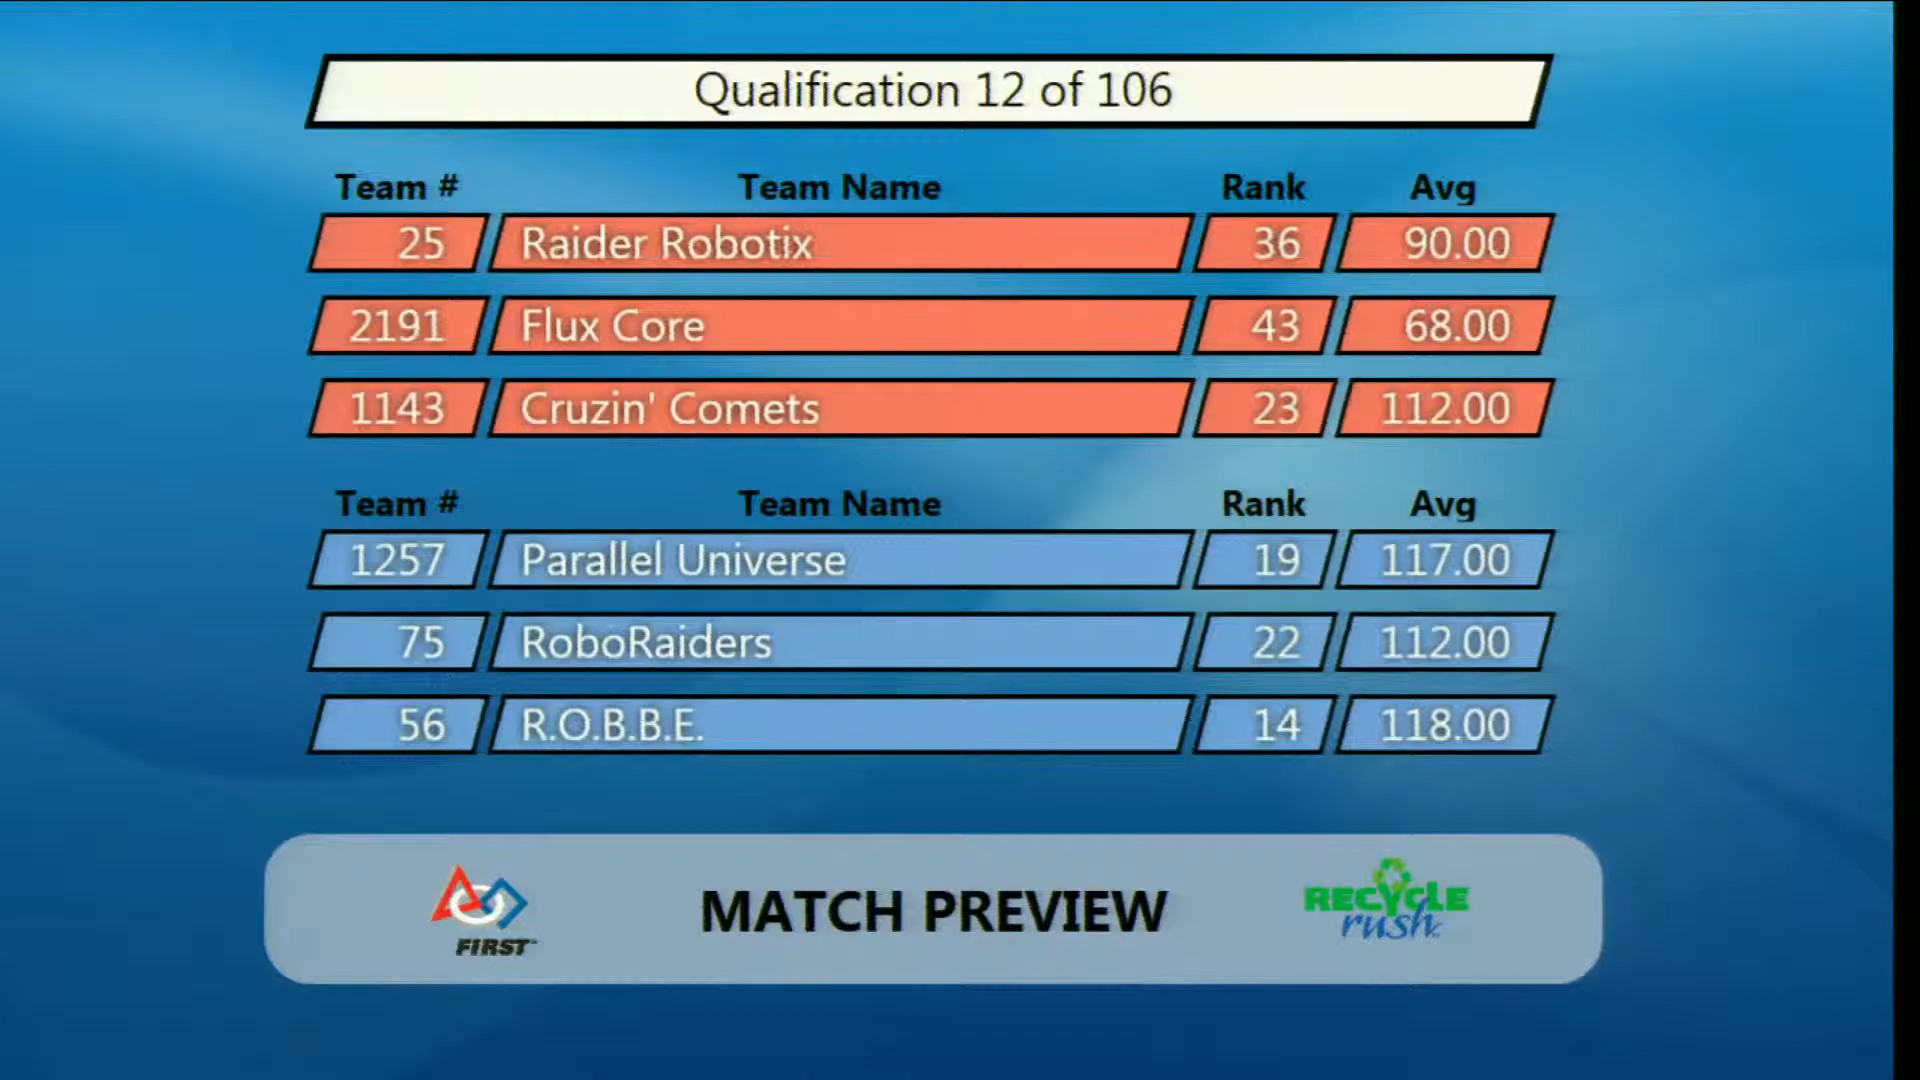 Qualification 12 of 106
Team # Team Name Rank Avg
25 Raider Robotix 36 90.00
2191 Flux Core 43 68.00
1143 Cruzin' Comets 23 112.00
Team # Team Name Rank Avg
1257 Parallel Universe 19 117.00
75 RoboRaiders 22 112.00
56 R.O.B.B.E. 14 118.00
MATCH PREVIEW
FIRST
RECYCLE
rush